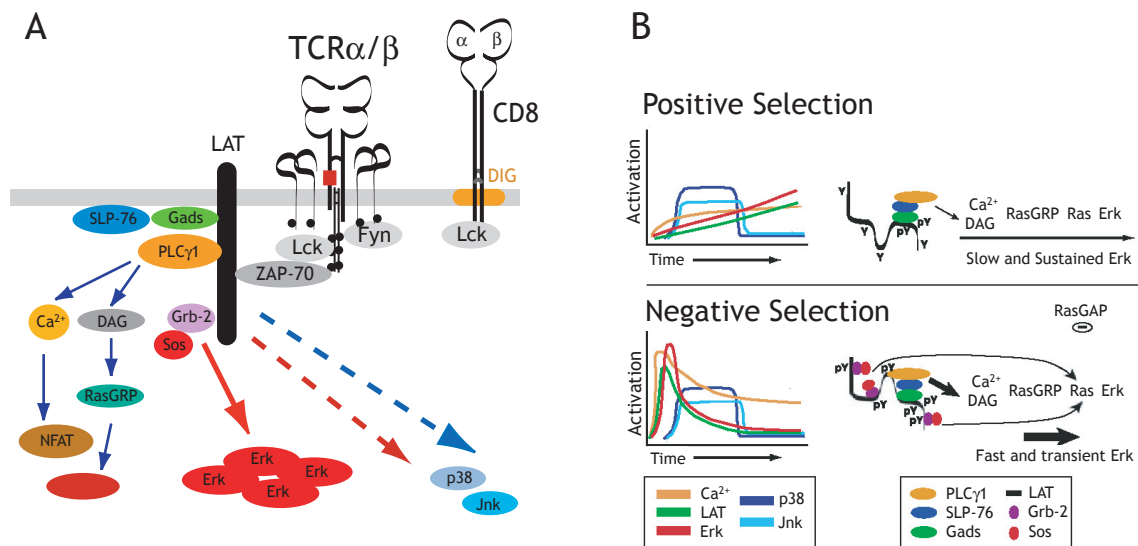 A
TCRα/β
α β
CD8
LAT
DIG
SLP-76
Gads
PLCγ1
Lck
Fyn
Lck
ZAP-70
Ca²⁺
DAG
Grb-2
Sos
RasGRP
NFAT
Erk
Erk
Erk
Erk
p38
Jnk
B
Positive Selection
Activation
Time
Y
Y
Y
pY
pY
Y
Ca²⁺
DAG
RasGRP Ras Erk
Slow and Sustained Erk
Negative Selection
RasGAP
Activation
Time
pY
pY
pY
pY
pY
Ca²⁺
DAG
RasGRP Ras Erk
Fast and transient Erk
Ca²⁺
LAT
Erk
p38
Jnk
PLCγ1
SLP-76
Gads
LAT
Grb-2
Sos